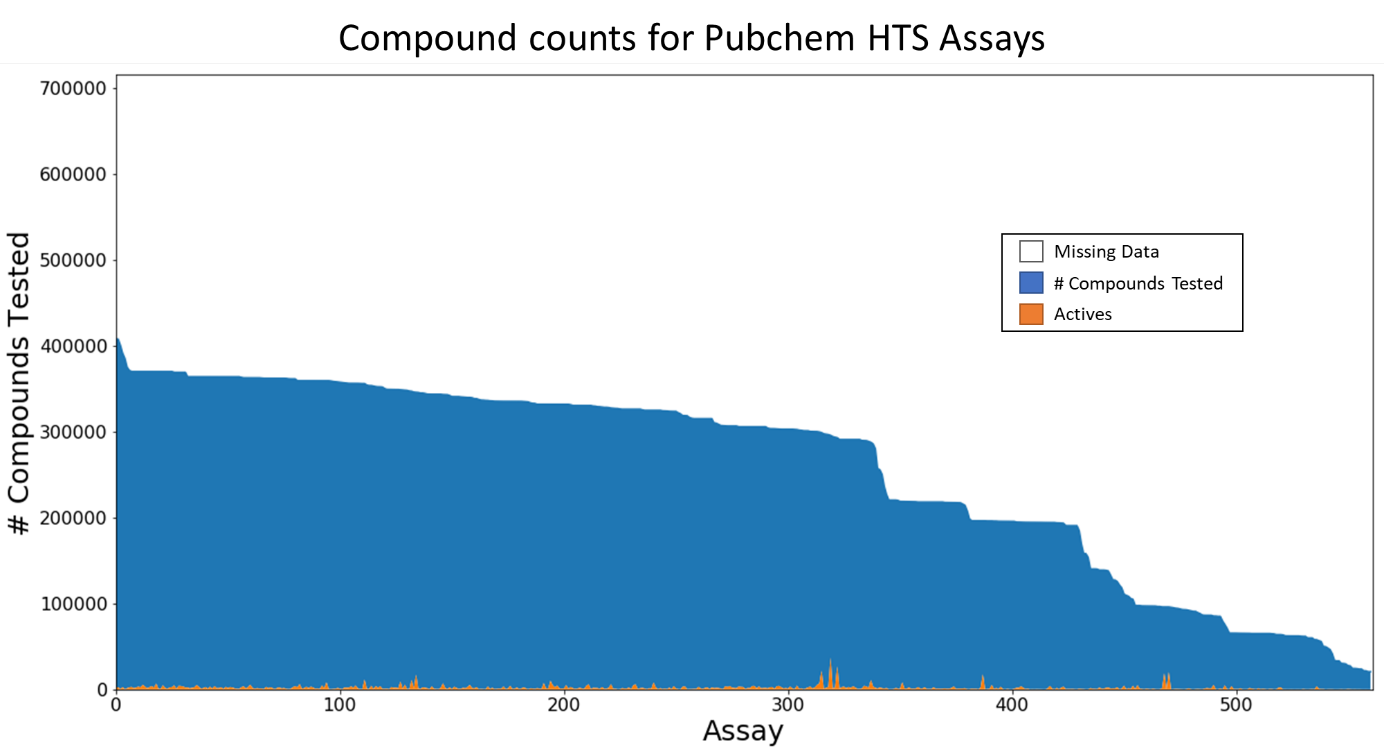 Compound counts for Pubchem HTS Assays
700000
600000
500000
400000
300000
200000
100000
0
# Compounds Tested
Missing Data
# Compounds Tested
Actives
0
100
200
300
400
500
Assay